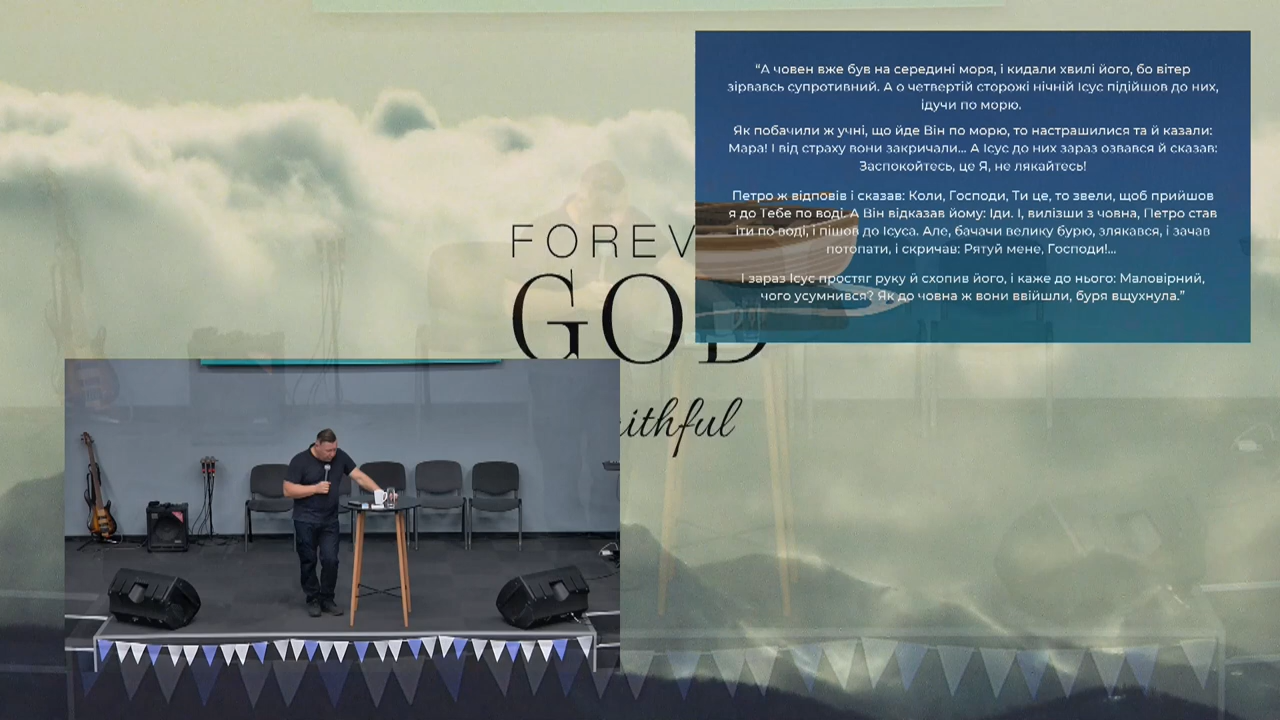 “А човен вже був на середині моря, і кидали хвилі його, бо вітер
зірвавсь супротивний. А о четвертій сторожі нічній Ісус підійшов до них,
ідучи по морю.
Як побачили ж учні, що йде Він по морю, то настрашилися та й казали:
Мара! І від страху вони закричали... А Ісус до них зараз озвався й сказав:
Заспокойтесь, це Я, не лякайтесь!
Петро ж відповів і сказав: Коли, Господи, Ти це, то звели, щоб прийшов
я до Тебе по воді. А Він відказав йому: Іди. І, вилізши з човна, Петро став
іти по воді, і пішов до Ісуса. Але, бачачи велику бурю, злякався, і зачав
потопати, і скричав: Рятуй мене, Господи!...
І зараз Ісус простяг руку й схопив його, і каже до нього: Маловірний,
чого усумнився? Як до човна ж вони ввійшли, буря вщухнула.”
FOREV
GOD
ithful